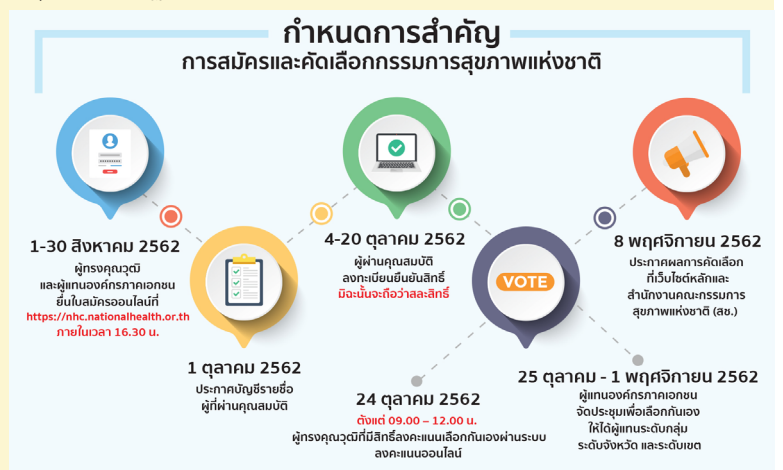 กำหนดการสำคัญ
การสมัครและคัดเลือกกรรมการสุขภาพแห่งชาติ
1-30 สิงหาคม 2562
ผู้ทรงคุณวุฒิ
และผู้แทนองค์กรภาคเอกชน
ยื่นใบสมัครออนไลน์ที่
https://nhc.nationalhealth.or.th
ภายในเวลา 16.30 น.
1 ตุลาคม 2562
ประกาศบัญชีรายชื่อ
ผู้ที่ผ่านคุณสมบัติ
4-20 ตุลาคม 2562
ผู้ผ่านคุณสมบัติ
ลงทะเบียนยืนยันสิทธิ์
มิฉะนั้นจะถือว่าสละสิทธิ์
VOTE
24 ตุลาคม 2562
ตั้งแต่ 09.00 – 12.00 น.
ผู้ทรงคุณวุฒิที่มีสิทธิ์ลงคะแนนเลือกกันเองผ่านระบบ
ลงคะแนนออนไลน์
25 ตุลาคม - 1 พฤศจิกายน 2562
ผู้แทนองค์กรภาคเอกชน
จัดประชุมเพื่อเลือกกันเอง
ให้ได้ผู้แทนระดับกลุ่ม
ระดับจังหวัด และระดับเขต
8 พฤศจิกายน 2562
ประกาศผลการคัดเลือก
ที่เว็บไซต์หลักและ
สำนักงานคณะกรรมการ
สุขภาพแห่งชาติ (สช.)